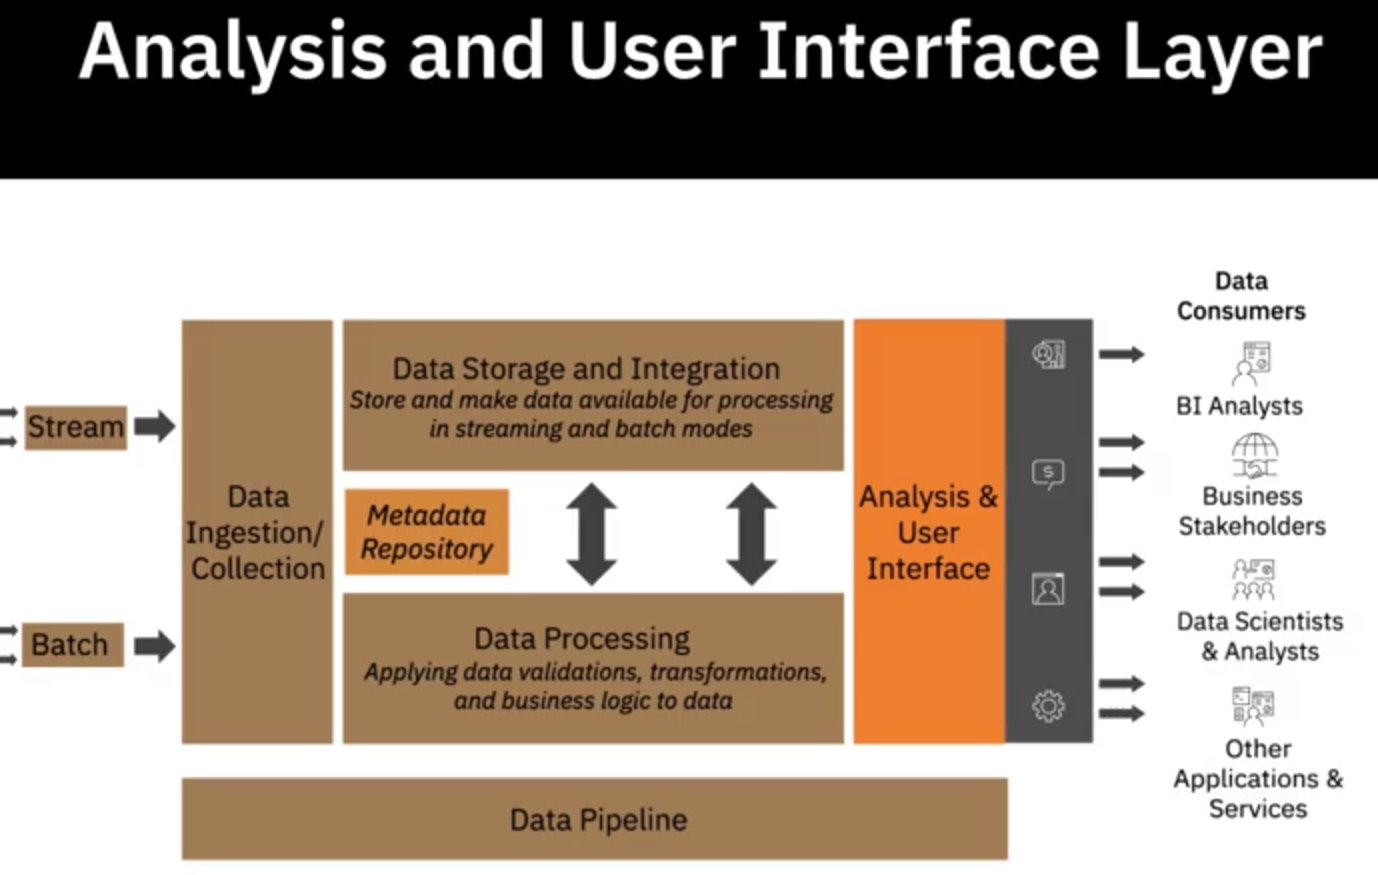 Analysis and User Interface Layer
Stream
Batch
Data
Ingestion/
Collection
Data Storage and Integration
Store and make data available for processing
in streaming and batch modes
Metadata
Repository
Data Processing
Applying data validations, transformations,
and business logic to data
Analysis &
User
Interface
$
Data
Consumers
BI Analysts
Business
Stakeholders
Data Scientists
& Analysts
Other
Applications &
Services
Data Pipeline